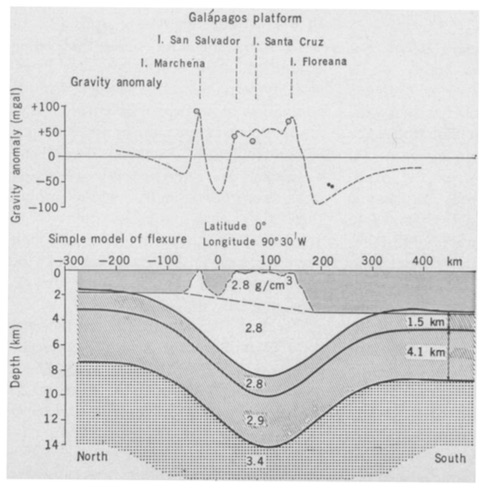 Galápagos platform
I. San Salvador I. Santa Cruz
I. Marchena I. Floreana
Gravity anomaly
Gravity anomaly (mgal)
+100
+50
0
−50
−100
Latitude 0°
Simple model of flexure Longitude 90°30'W
−300 −200 −100 0 100 200 300 400 km
Depth (km)
0
2
4
6
8
10
12
14
2.8 g/cm³
2.8
1.5 km
4.1 km
2.8
2.9
3.4
North South